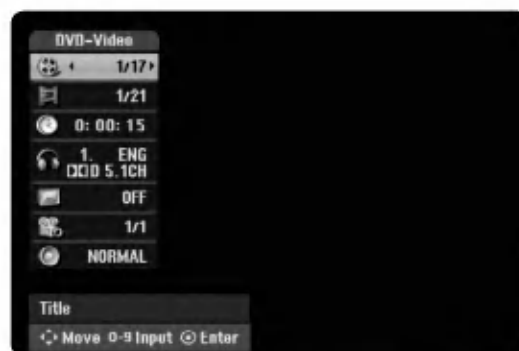 DVD-Video
1/17
1/21
0: 00: 15
1. ENG
D 5.1CH
OFF
1/1
NORMAL
Title
Move 0-9 Input Enter